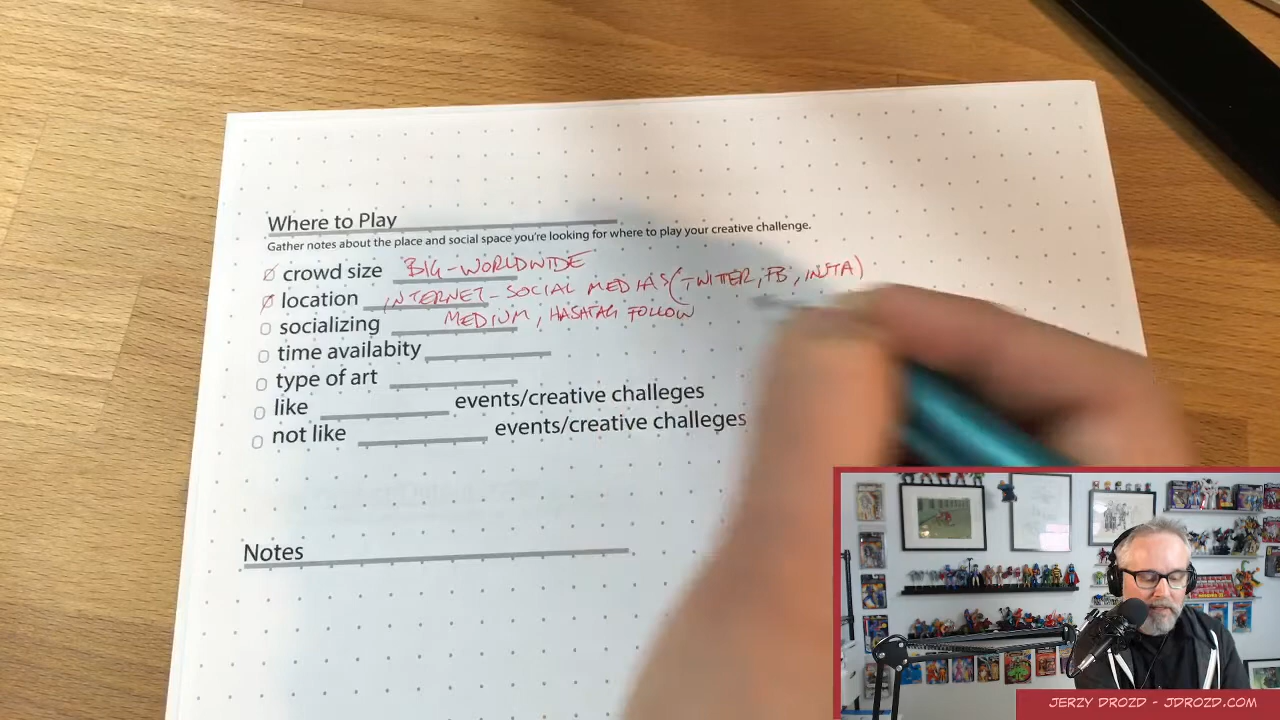 Where to Play
Gather notes about the place and social space you're looking for where to play your creative challenge.
crowd size BIG-WORLDWIDE
location INTERNET-SOCIAL MEDIAS (TWITTER, FB, INSTA)
socializing MEDIUM, HASATAG FOLLOW
time availabity
type of art
like events/creative challeges
not like events/creative challeges
Notes
JERZY DROZD - JDROZD.COM